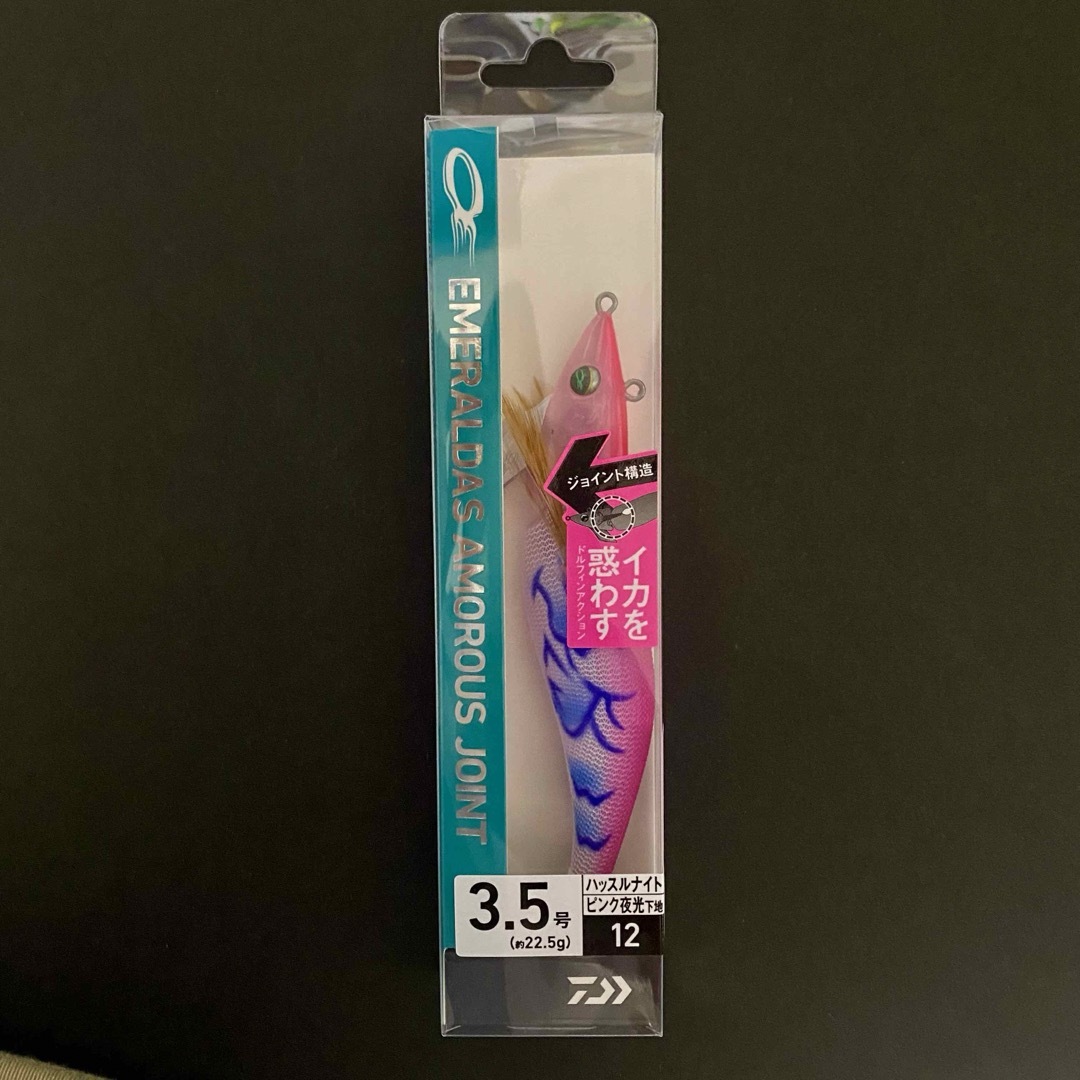 EMERALDAS AMOROUS JOINT
ジョイント構造
イカを
惑わす
ドルフィンアクション
3.5号
(約22.5g)
ハッスルナイト
ピンク夜光下地
12